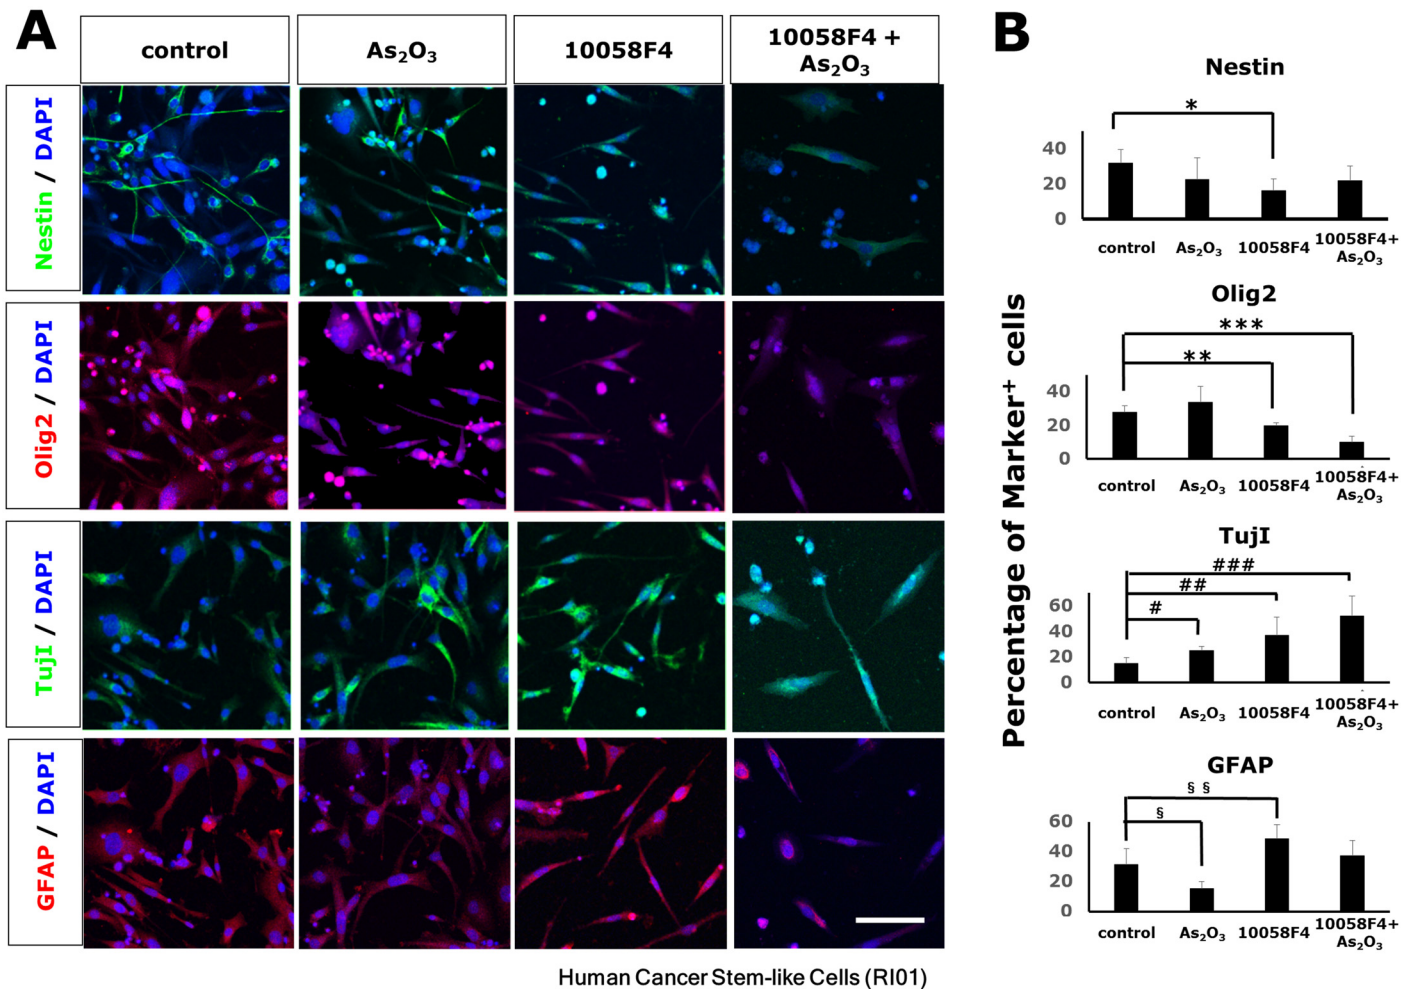 A
control
As₂O₃
10058F4
10058F4 +
As₂O₃
Nestin / DAPI
Olig2 / DAPI
TujI / DAPI
GFAP / DAPI
Human Cancer Stem-like Cells (RI01)
B
Percentage of Marker⁺ cells
Nestin
*
40
20
0
control
As₂O₃
10058F4
10058F4+
As₂O₃
Olig2
***
**
40
20
0
control
As₂O₃
10058F4
10058F4+
As₂O₃
TujI
###
##
#
60
40
20
0
control
As₂O₃
10058F4
10058F4+
As₂O₃
GFAP
§ §
§
60
40
20
0
control
As₂O₃
10058F4
10058F4+
As₂O₃